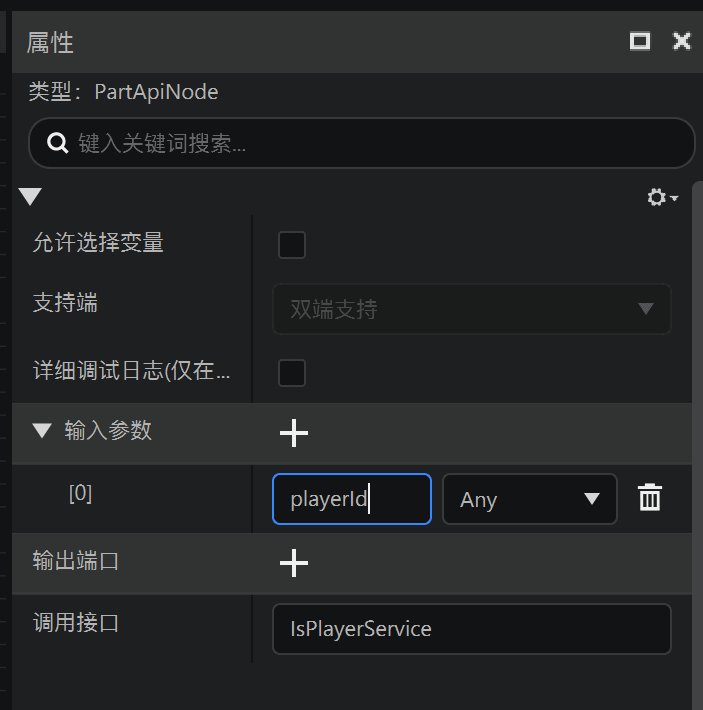 属性
类型：PartApiNode
键入关键词搜索...
允许选择变量
支持端
双端支持
详细调试日志(仅在...
输入参数
[0]
playerId
Any
输出端口
调用接口
IsPlayerService